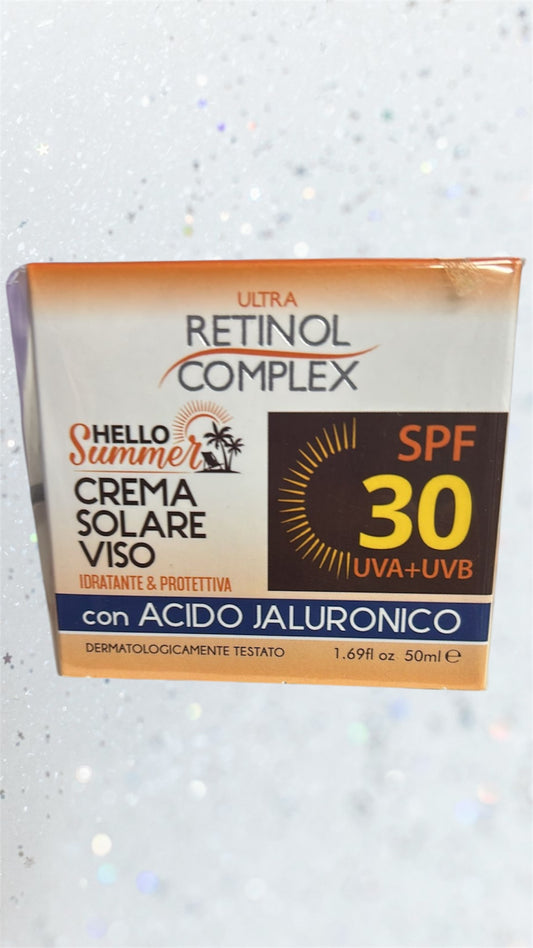 ULTRA
RETINOL
COMPLEX
HELLO
Summer
CREMA
SOLARE
VISO
IDRATANTE & PROTETTIVA
SPF
30
UVA+UVB
con ACIDO JALURONICO
DERMATOLOGICAMENTE TESTATO
1.69fl oz 50ml ℮